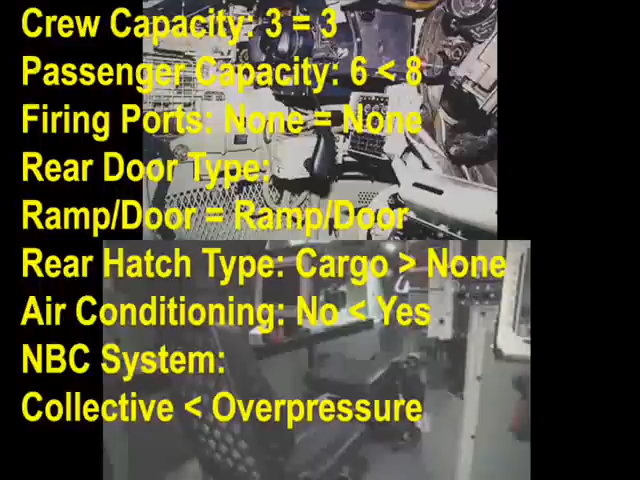 Crew Capacity: 3 = 3
Passenger Capacity: 6 < 8
Firing Ports: None = None
Rear Door Type:
Ramp/Door = Ramp/Door
Rear Hatch Type: Cargo > None
Air Conditioning: No < Yes
NBC System:
Collective < Overpressure